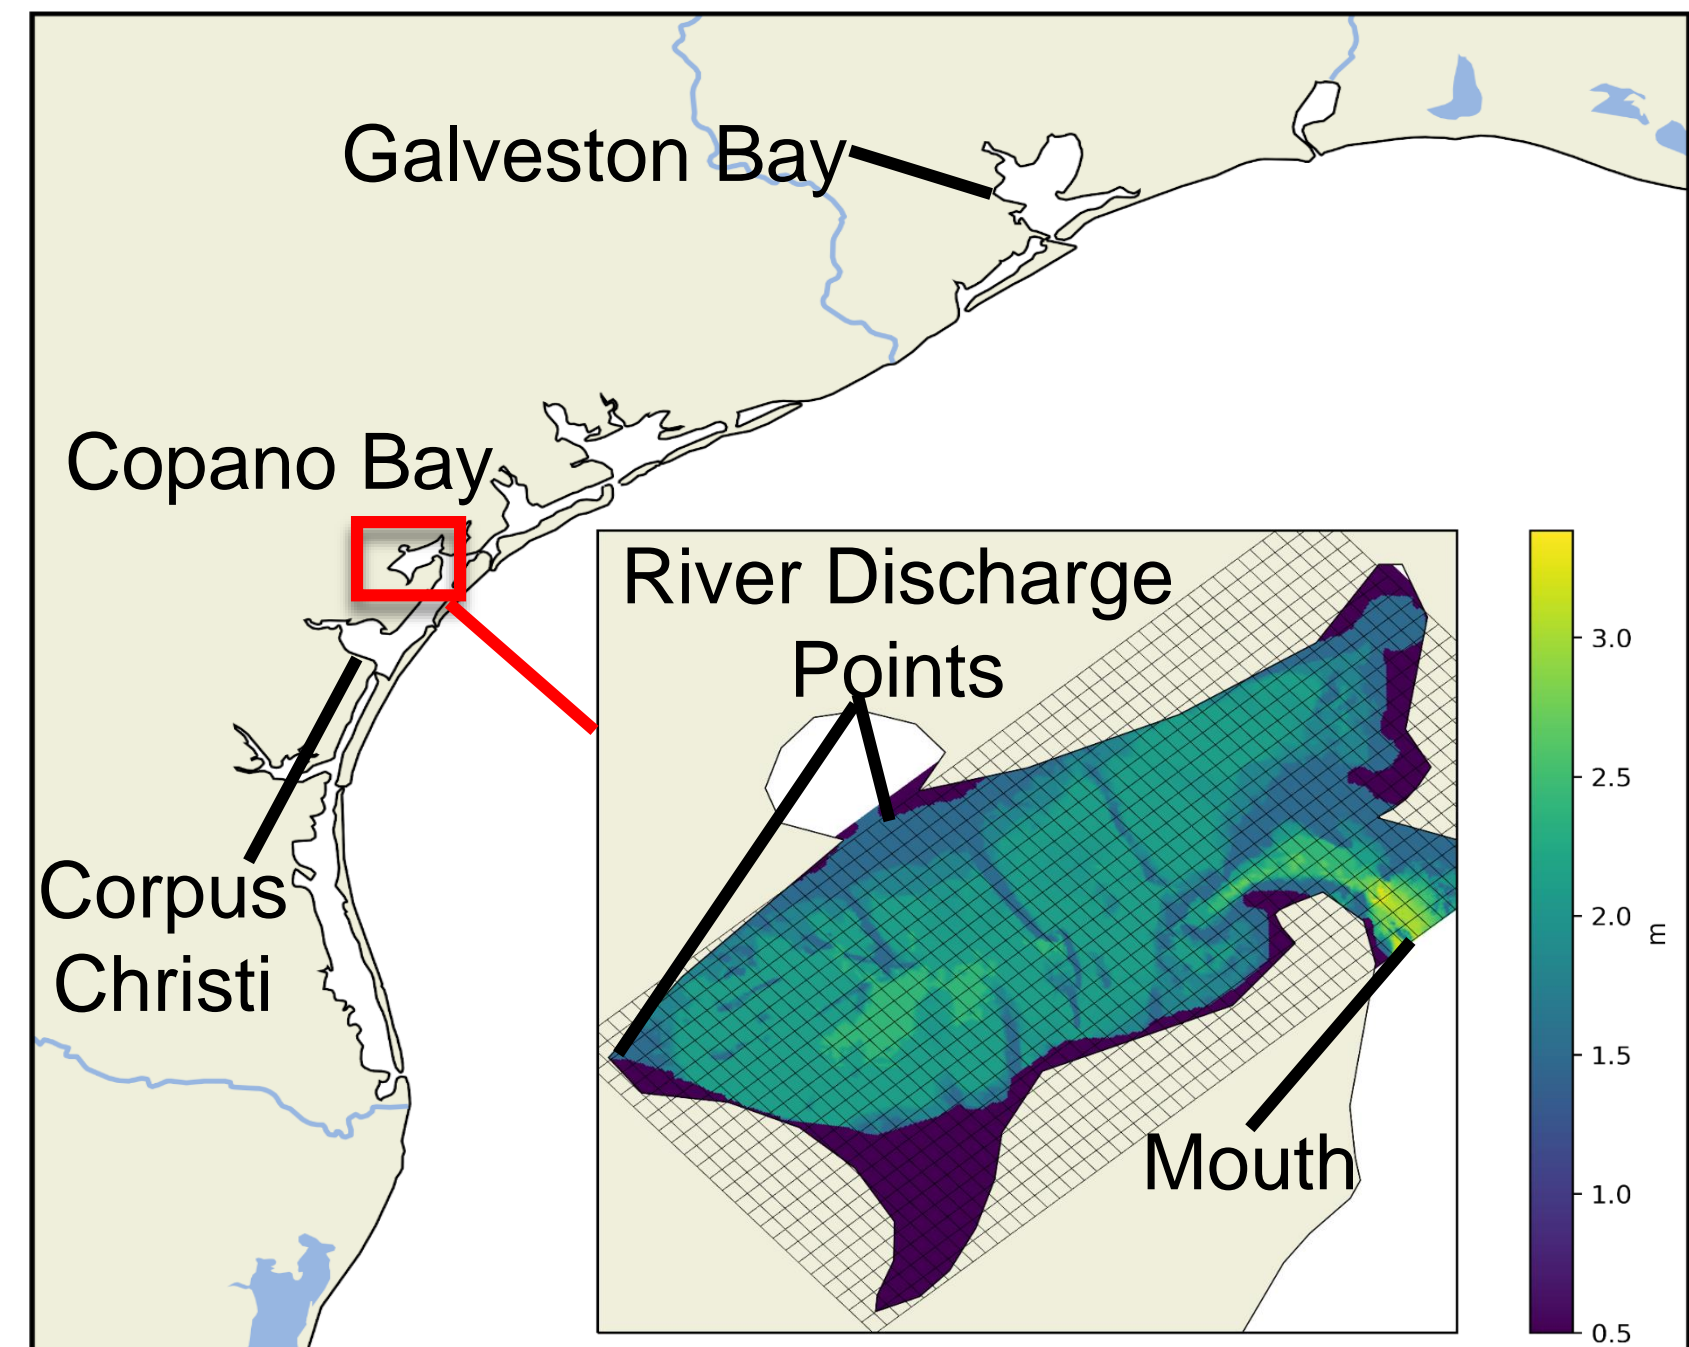 Galveston Bay
Copano Bay
River Discharge
Points
3.0
2.5
Corpus
Christi
2.0
m
1.5
Mouth
1.0
0.5